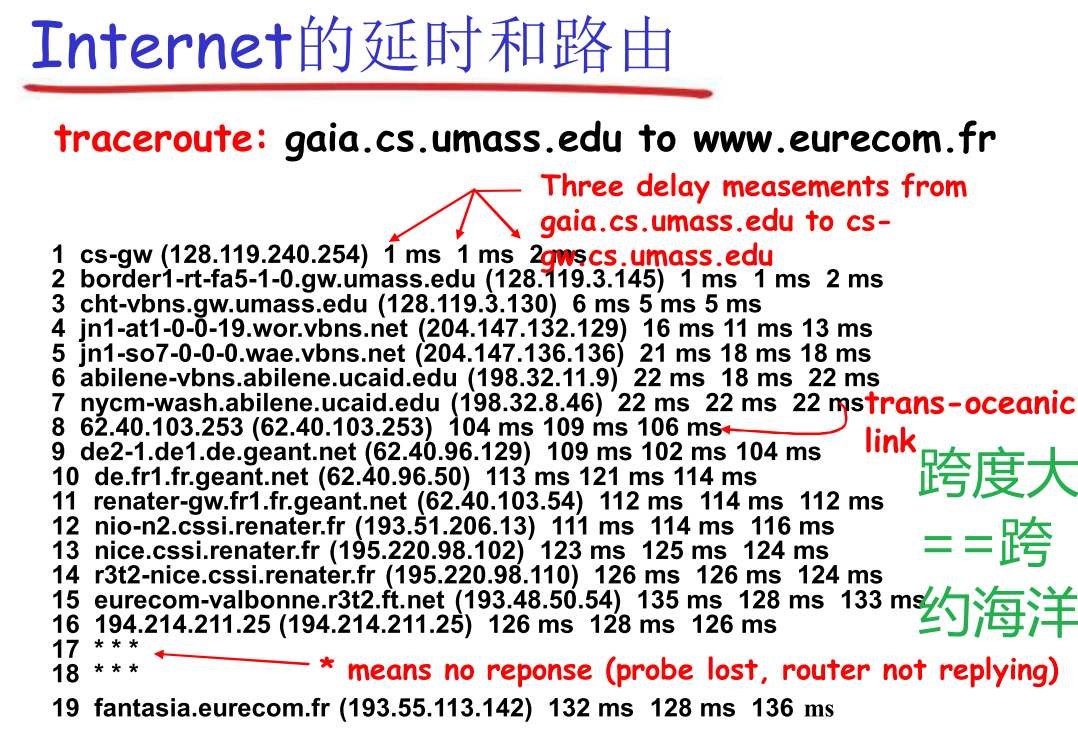 Internet的延时和路由
traceroute: gaia.cs.umass.edu to www.eurecom.fr
Three delay measements from
gaia.cs.umass.edu to cs-
gw.cs.umass.edu
1 cs-gw (128.119.240.254) 1 ms 1 ms 2 ms
2 border1-rt-fa5-1-0.gw.umass.edu (128.119.3.145) 1 ms 1 ms 2 ms
3 cht-vbns.gw.umass.edu (128.119.3.130) 6 ms 5 ms 5 ms
4 jn1-at1-0-0-19.wor.vbns.net (204.147.132.129) 16 ms 11 ms 13 ms
5 jn1-so7-0-0-0.wae.vbns.net (204.147.136.136) 21 ms 18 ms 18 ms
6 abilene-vbns.abilene.ucaid.edu (198.32.11.9) 22 ms 18 ms 22 ms
7 nycm-wash.abilene.ucaid.edu (198.32.8.46) 22 ms 22 ms 22 ms
trans-oceanic
link
8 62.40.103.253 (62.40.103.253) 104 ms 109 ms 106 ms
9 de2-1.de1.de.geant.net (62.40.96.129) 109 ms 102 ms 104 ms
10 de.fr1.fr.geant.net (62.40.96.50) 113 ms 121 ms 114 ms
11 renater-gw.fr1.fr.geant.net (62.40.103.54) 112 ms 114 ms 112 ms
12 nio-n2.cssi.renater.fr (193.51.206.13) 111 ms 114 ms 116 ms
13 nice.cssi.renater.fr (195.220.98.102) 123 ms 125 ms 124 ms
14 r3t2-nice.cssi.renater.fr (195.220.98.110) 126 ms 126 ms 124 ms
15 eurecom-valbonne.r3t2.ft.net (193.48.50.54) 135 ms 128 ms 133 ms
16 194.214.211.25 (194.214.211.25) 126 ms 128 ms 126 ms
跨度大
==跨
约海洋
17 * * *
18 * * *
* means no reponse (probe lost, router not replying)
19 fantasia.eurecom.fr (193.55.113.142) 132 ms 128 ms 136 ms